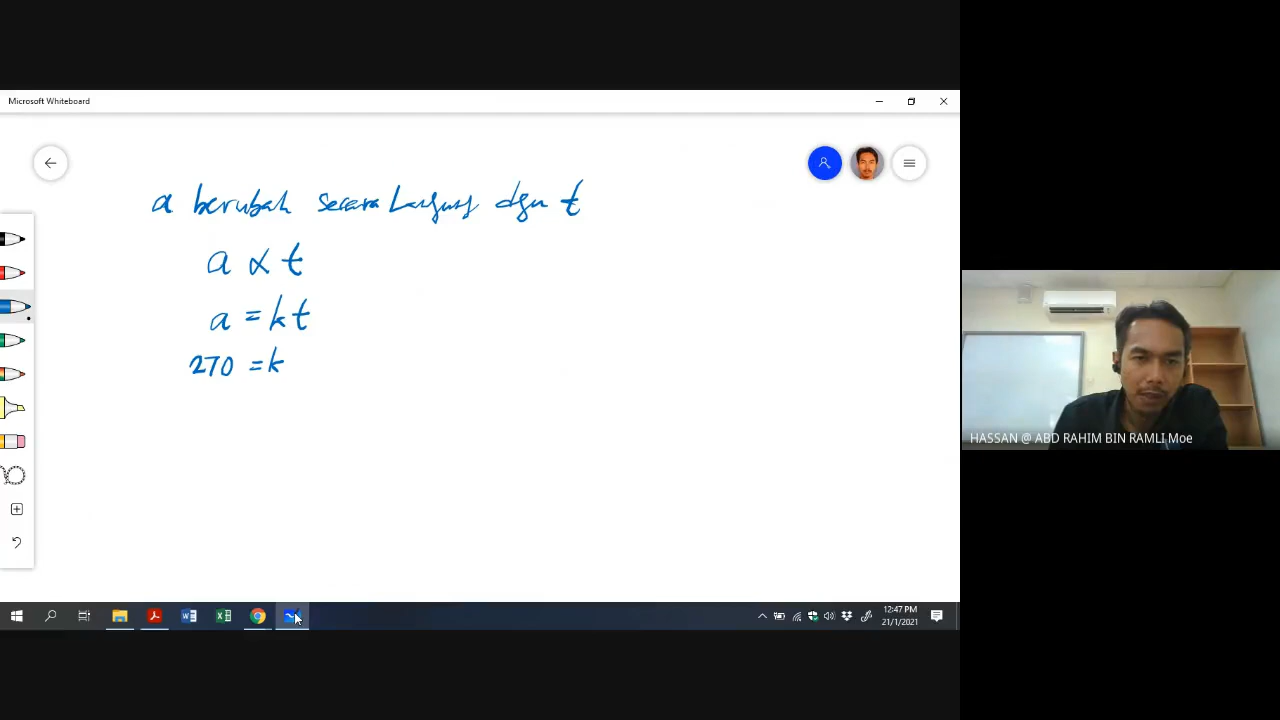 Microsoft Whiteboard
a berubah secara Langsung dgn t
a ∝ t
a = k t
270 = k
HASSAN @ ABD RAHIM BIN RAMLI Moe
12:47 PM
21/1/2021